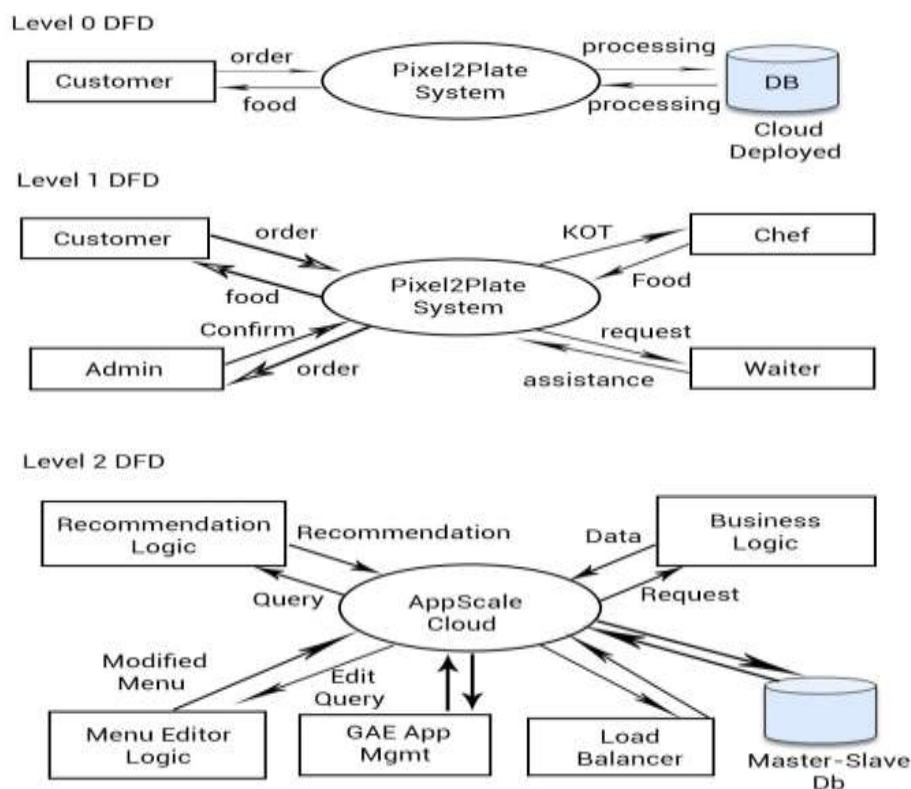 Level 0 DFD
order
processing
Customer
Pixel2Plate
System
DB
food
processing
Cloud
Deployed
Level 1 DFD
Customer
order
KOT
Chef
food
Pixel2Plate
System
Food
Confirm
request
Admin
order
assistance
Waiter
Level 2 DFD
Recommendation
Logic
Recommendation
Data
Business
Logic
Query
AppScale
Cloud
Request
Modified
Menu
Edit
Query
Menu Editor
Logic
GAE App
Mgmt
Load
Balancer
Master-Slave
Db